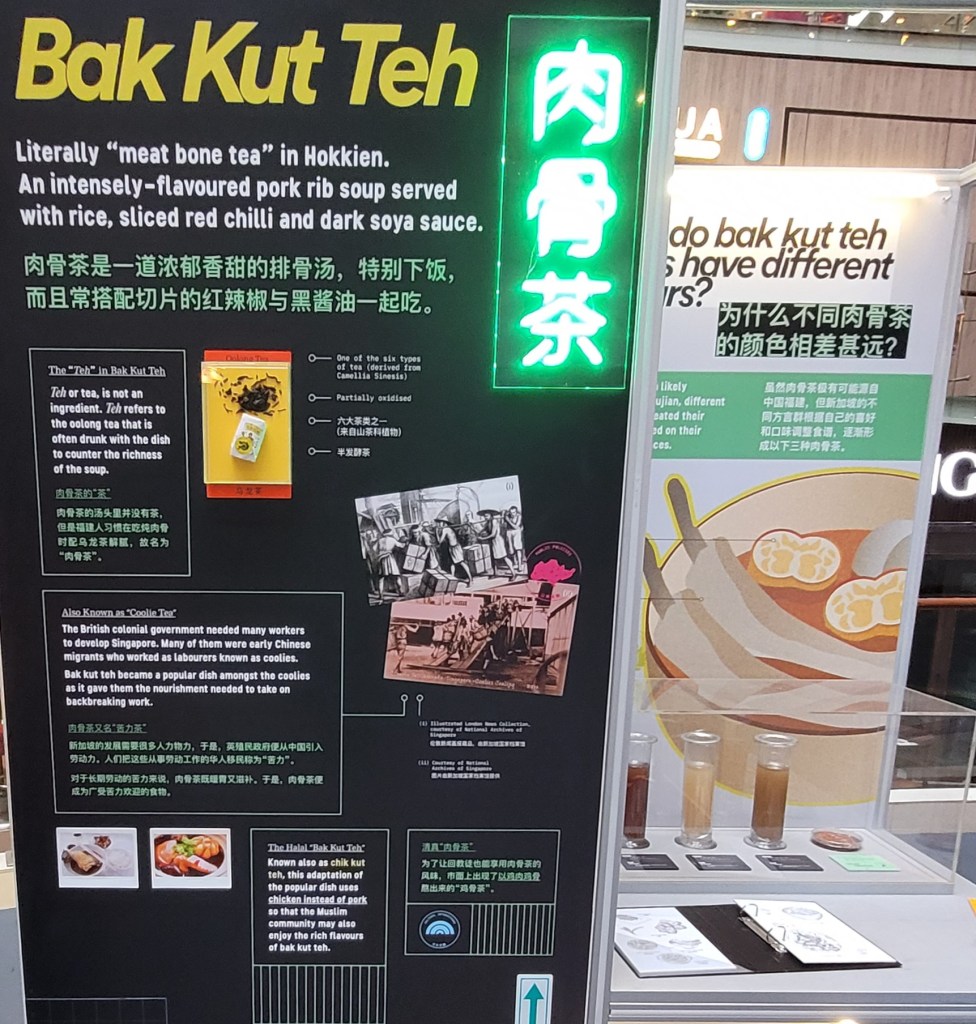 Bak Kut Teh
肉骨茶
Literally “meat bone tea” in Hokkien.
An intensely-flavoured pork rib soup served
with rice, sliced red chilli and dark soya sauce.
肉骨茶是一道浓郁香甜的排骨汤，特别下饭，
而且常搭配切片的红辣椒与黑酱油一起吃。
The “Teh” in Bak Kut Teh
Teh or tea, is not an
ingredient. Teh refers to
the oolong tea that is
often drunk with the dish
to counter the richness
of the soup.
肉骨茶的“茶”
肉骨茶的汤头里并没有茶，
但是福建人习惯在吃炖肉骨
时配乌龙茶解腻，故名为
“肉骨茶”。
Oolong Tea
乌龙茶
One of the six types
of tea (derived from
Camellia Sinesis)
Partially oxidised
六大茶类之一
(来自山茶科植物)
半发酵茶
(i)
Also Known as “Coolie Tea”
The British colonial government needed many workers
to develop Singapore. Many of them were early Chinese
migrants who worked as labourers known as coolies.
Bak kut teh became a popular dish amongst the coolies
as it gave them the nourishment needed to take on
backbreaking work.
肉骨茶又名“苦力茶”
新加坡的发展需要很多人力物力，于是，英殖民政府便从中国引入
劳动力。人们把这些从事劳动工作的华人移民称为“苦力”。
对于长期劳动的苦力来说，肉骨茶既暖胃又滋补。于是，肉骨茶便
成为广受苦力欢迎的食物。
(i) Illustrated London News Collection,
courtesy of National Archives of
Singapore
(ii) Courtesy of National
Archives of Singapore
The Halal “Bak Kut Teh”
Known also as chik kut
teh, this adaptation of
the popular dish uses
chicken instead of pork
so that the Muslim
community may also
enjoy the rich flavours
of bak kut teh.
清真“肉骨茶”
为了让回教徒也能享用肉骨茶的
风味，市面上出现了以鸡肉鸡骨
熬出来的“鸡骨茶”。
UA
do bak kut teh
s have different
rs?
为什么不同肉骨茶
的颜色相差甚远？
likely
ujian, different
eated their
ed on their
ces.
虽然肉骨茶极有可能源自
中国福建，但新加坡的不
同方言群根据自己的喜好
和口味调整食谱，逐渐形
成以下三种肉骨茶。